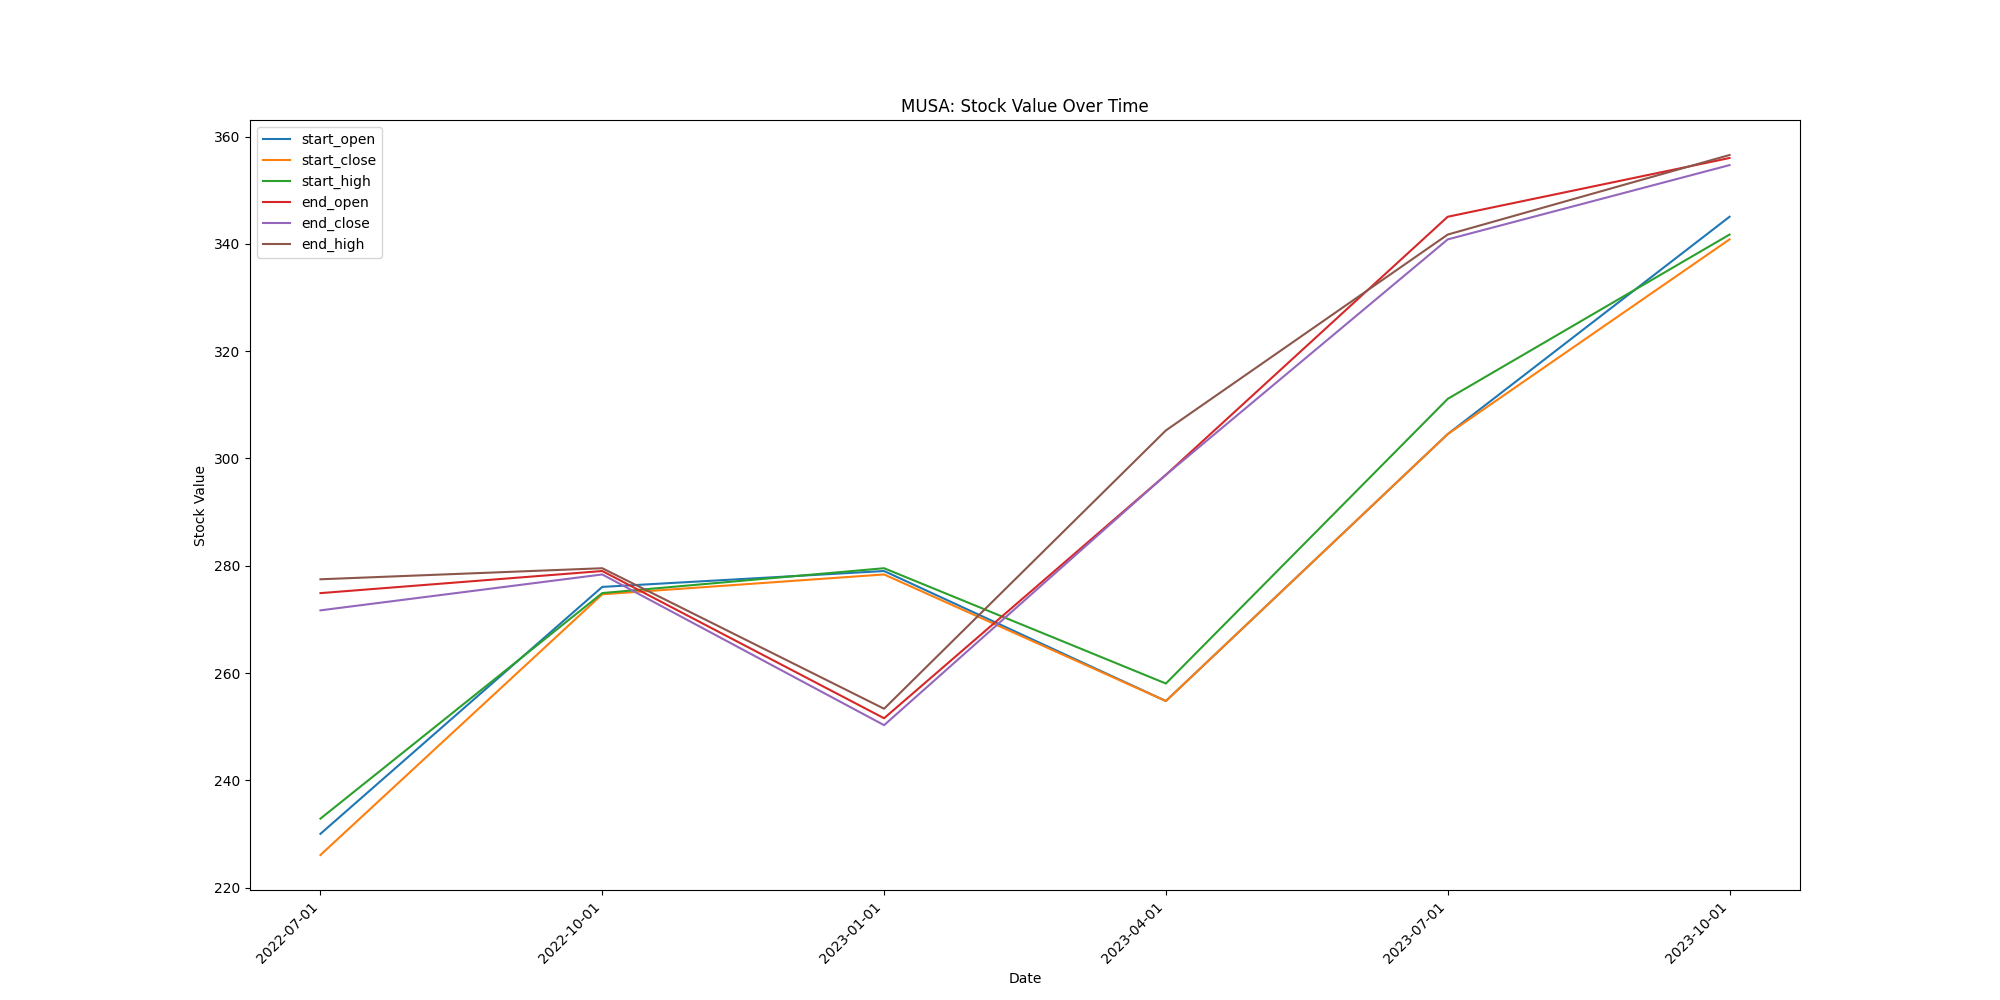 MUSA: Stock Value Over Time
start_open
start_close
start_high
end_open
end_close
end_high
360
340
320
300
280
260
240
220
Stock Value
2022-07-01
2022-10-01
2023-01-01
2023-04-01
2023-07-01
2023-10-01
Date